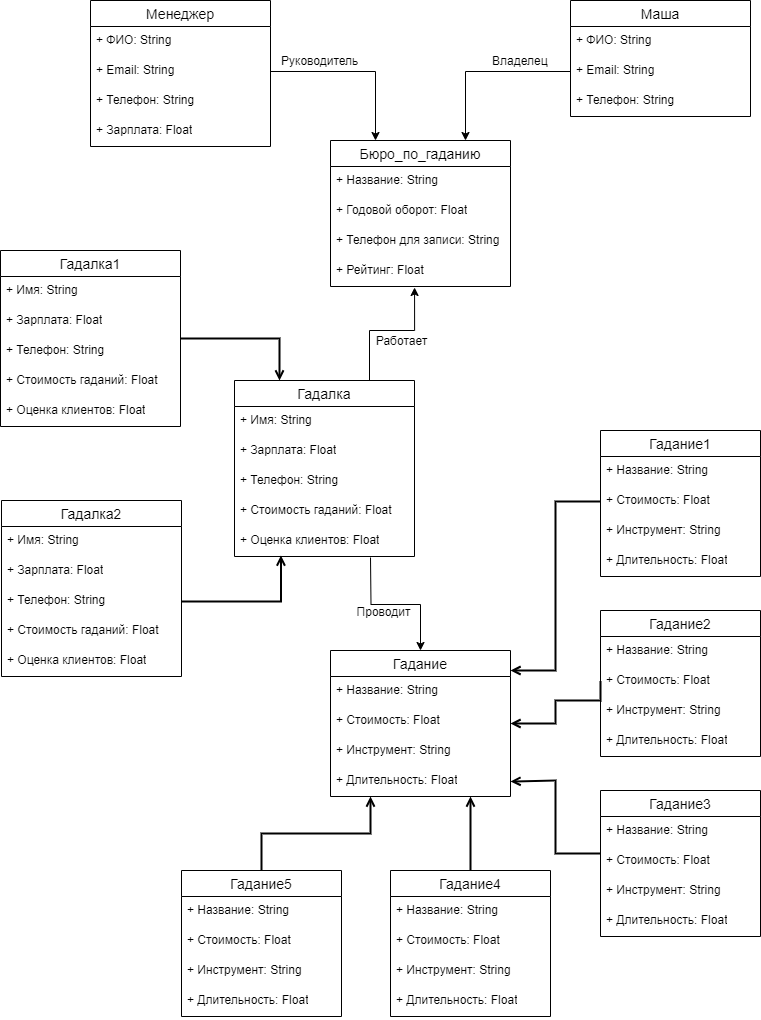 Менеджер
+ ФИО: String
+ Email: String
+ Телефон: String
+ Зарплата: Float
Руководитель
Владелец
Маша
+ ФИО: String
+ Email: String
+ Телефон: String
Бюро_по_гаданию
+ Название: String
+ Годовой оборот: Float
+ Телефон для записи: String
+ Рейтинг: Float
Работает
Гадалка1
+ Имя: String
+ Зарплата: Float
+ Телефон: String
+ Стоимость гаданий: Float
+ Оценка клиентов: Float
Гадалка
+ Имя: String
+ Зарплата: Float
+ Телефон: String
+ Стоимость гаданий: Float
+ Оценка клиентов: Float
Гадалка2
+ Имя: String
+ Зарплата: Float
+ Телефон: String
+ Стоимость гаданий: Float
+ Оценка клиентов: Float
Проводит
Гадание1
+ Название: String
+ Стоимость: Float
+ Инструмент: String
+ Длительность: Float
Гадание
+ Название: String
+ Стоимость: Float
+ Инструмент: String
+ Длительность: Float
Гадание2
+ Название: String
+ Стоимость: Float
+ Инструмент: String
+ Длительность: Float
Гадание3
+ Название: String
+ Стоимость: Float
+ Инструмент: String
+ Длительность: Float
Гадание5
+ Название: String
+ Стоимость: Float
+ Инструмент: String
+ Длительность: Float
Гадание4
+ Название: String
+ Стоимость: Float
+ Инструмент: String
+ Длительность: Float